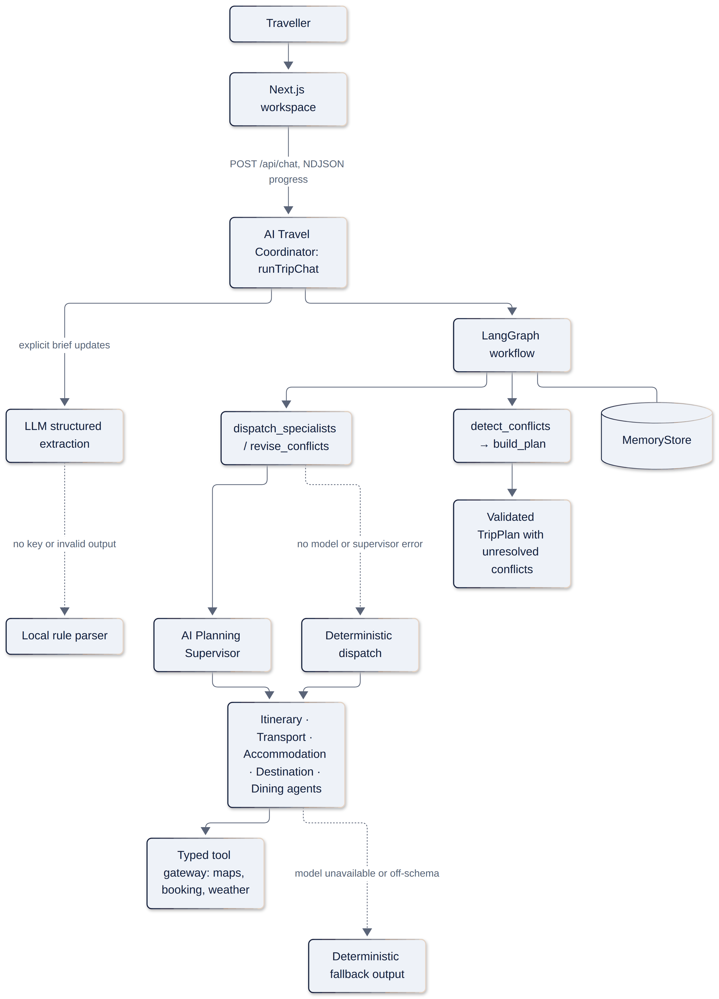 Traveller
Next.js
workspace
POST /api/chat, NDJSON
progress
AI Travel
Coordinator:
runTripChat
explicit brief updates
LangGraph
workflow
LLM structured
extraction
dispatch_specialists
/ revise_conflicts
detect_conflicts
→ build_plan
MemoryStore
no key or invalid output
no model or supervisor error
Validated
TripPlan with
unresolved
conflicts
Local rule parser
AI Planning
Supervisor
Deterministic
dispatch
Itinerary ·
Transport ·
Accommodation
· Destination ·
Dining agents
Typed tool
gateway: maps,
booking, weather
model unavailable or off-schema
Deterministic
fallback output